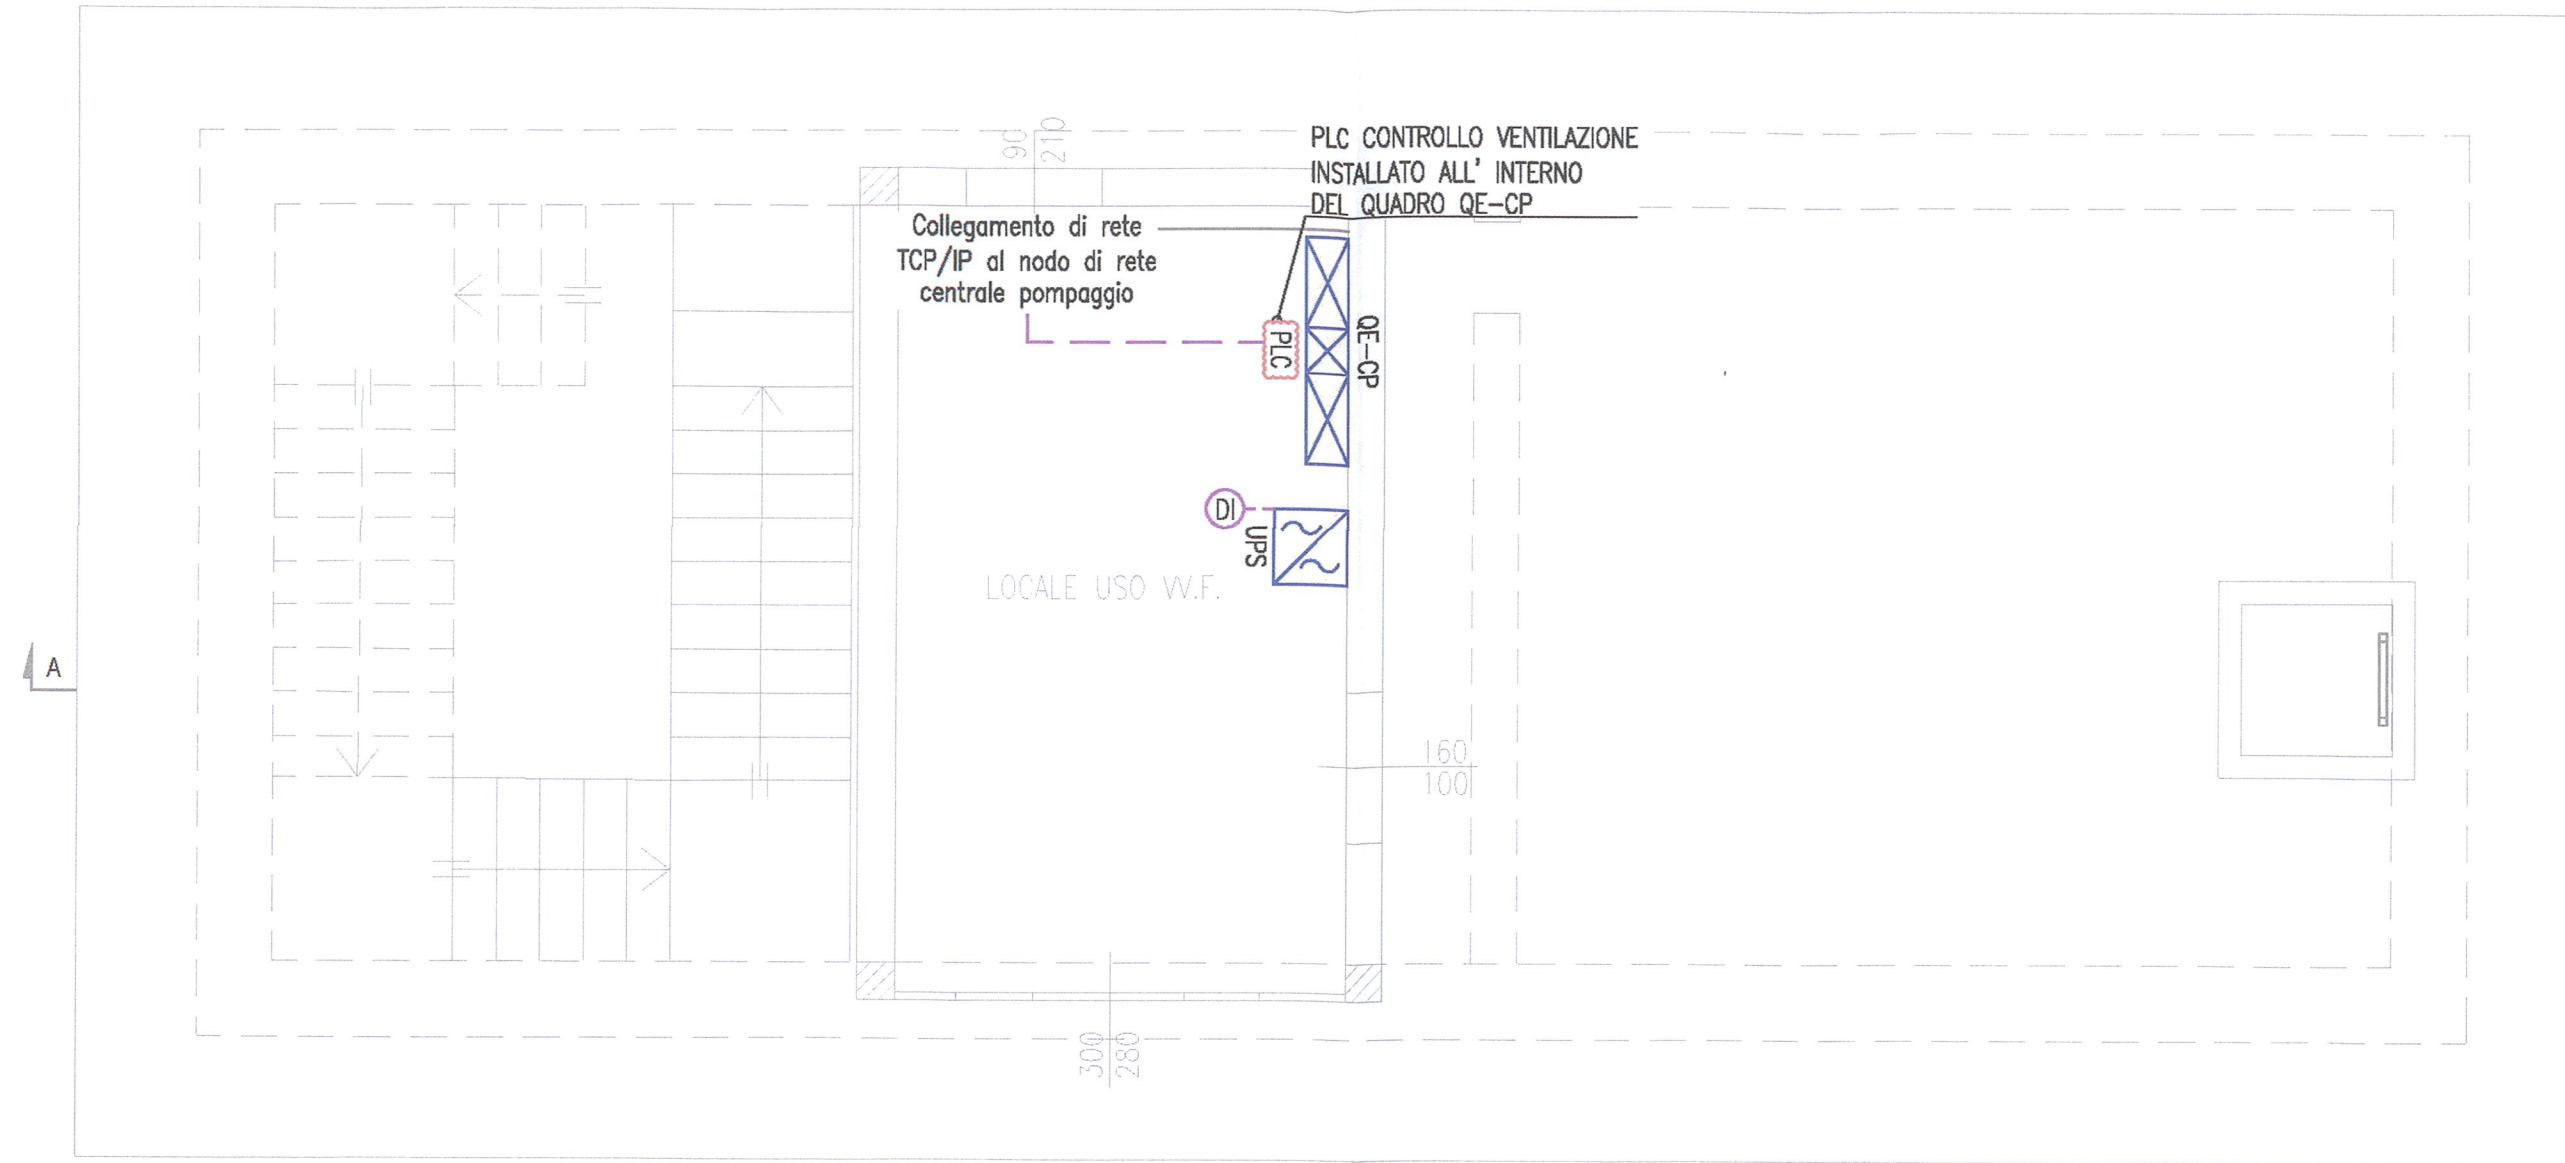 90
210
PLC CONTROLLO VENTILAZIONE
INSTALLATO ALL' INTERNO
DEL QUADRO QE-CP
Collegamento di rete
TCP/IP al nodo di rete
centrale pompaggio
PLC
QE-CP
DI
UPS
LOCALE USO VV.F.
A
160
100
300
280